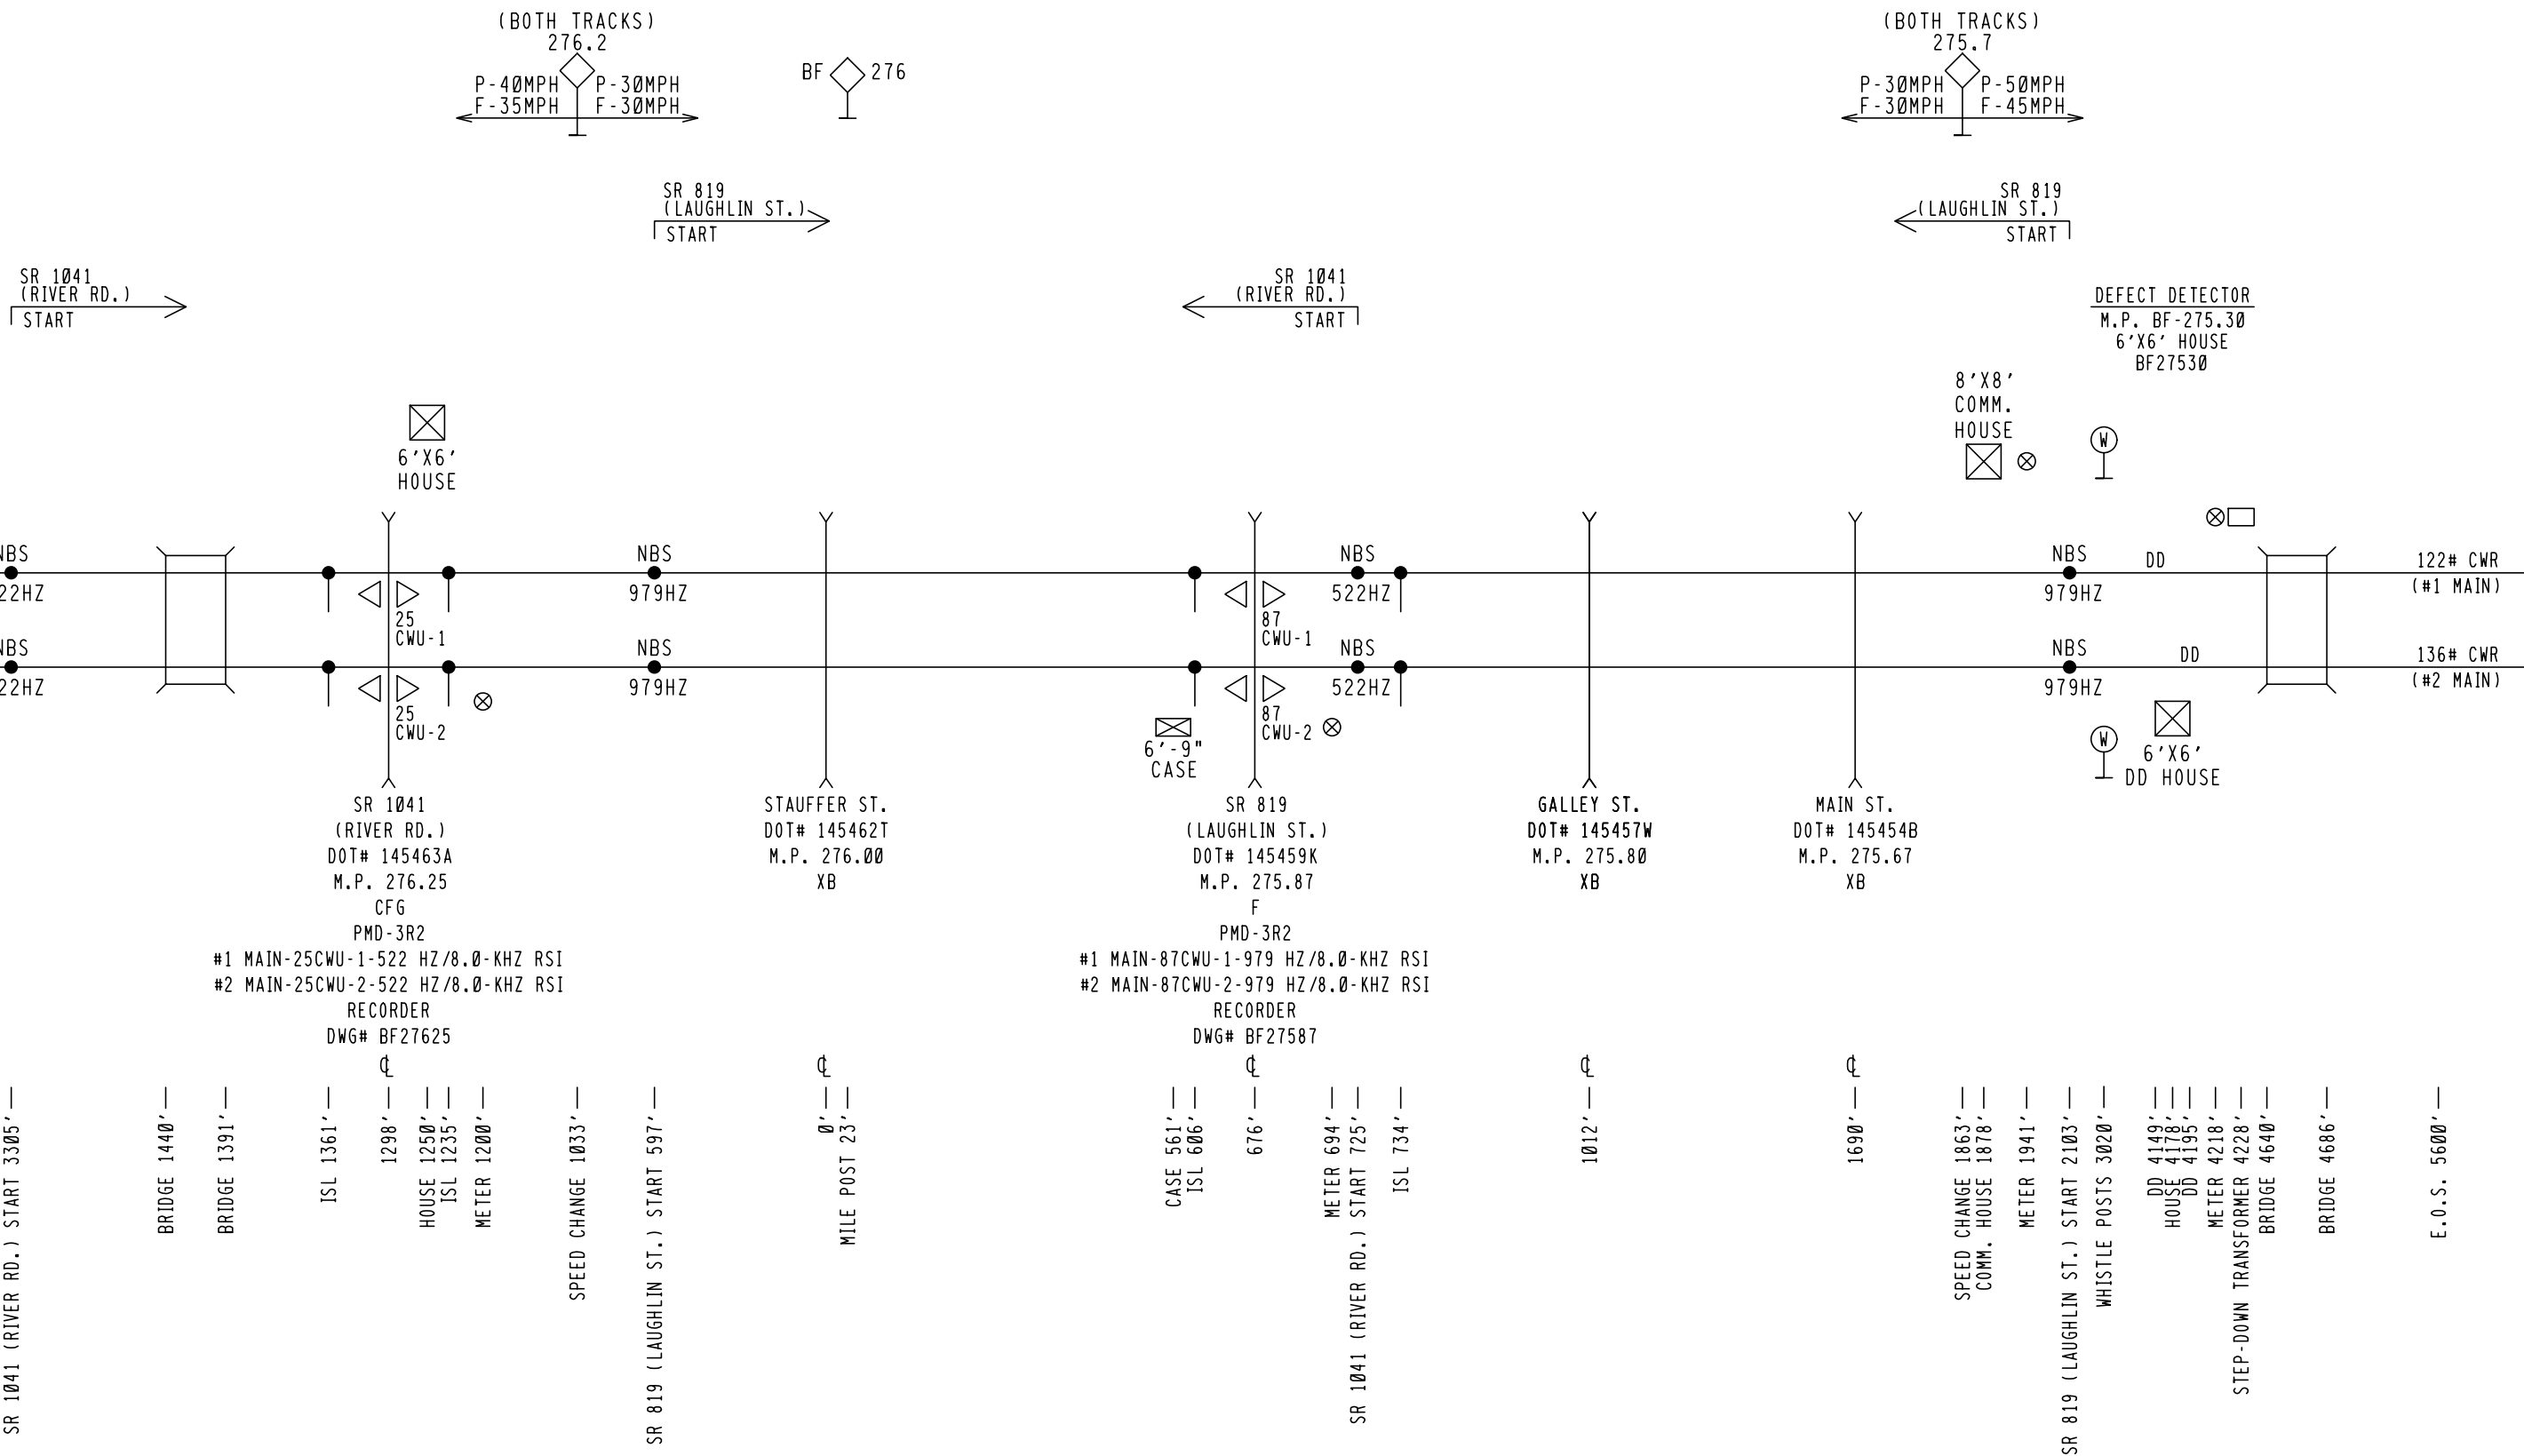 (BOTH TRACKS)
276.2
P-40MPH P-30MPH
F-35MPH F-30MPH
BF 276
(BOTH TRACKS)
275.7
P-30MPH P-50MPH
F-30MPH F-45MPH
SR 819
(LAUGHLIN ST.)
START
SR 819
(LAUGHLIN ST.)
START
SR 1041
(RIVER RD.)
START
SR 1041
(RIVER RD.)
START
DEFECT DETECTOR
M.P. BF-275.30
6'X6' HOUSE
BF27530
8'X8'
COMM.
HOUSE
W
6'X6'
HOUSE
NBS
22HZ
NBS
979HZ
NBS
522HZ
NBS
979HZ
DD
122# CWR
(#1 MAIN)
25
CWU-1
87
CWU-1
NBS
22HZ
NBS
979HZ
NBS
522HZ
NBS
979HZ
DD
136# CWR
(#2 MAIN)
25
CWU-2
87
CWU-2
6'-9"
CASE
W
6'X6'
DD HOUSE
SR 1041
(RIVER RD.)
DOT# 145463A
M.P. 276.25
CFG
PMD-3R2
#1 MAIN-25CWU-1-522 HZ/8.0-KHZ RSI
#2 MAIN-25CWU-2-522 HZ/8.0-KHZ RSI
RECORDER
DWG# BF27625
STAUFFER ST.
DOT# 145462T
M.P. 276.00
XB
SR 819
(LAUGHLIN ST.)
DOT# 145459K
M.P. 275.87
F
PMD-3R2
#1 MAIN-87CWU-1-979 HZ/8.0-KHZ RSI
#2 MAIN-87CWU-2-979 HZ/8.0-KHZ RSI
RECORDER
DWG# BF27587
GALLEY ST.
DOT# 145457W
M.P. 275.80
XB
MAIN ST.
DOT# 145454B
M.P. 275.67
XB
℄
℄
℄
℄
℄
SR 1041 (RIVER RD.) START 3305'
BRIDGE 1440'
BRIDGE 1391'
ISL 1361'
1298'
HOUSE 1250'
ISL 1235'
METER 1200'
SPEED CHANGE 1033'
SR 819 (LAUGHLIN ST.) START 597'
0'
MILE POST 23'
CASE 561'
ISL 606'
676'
METER 694'
SR 1041 (RIVER RD.) START 725'
ISL 734'
1012'
1690'
SPEED CHANGE 1863'
COMM. HOUSE 1878'
METER 1941'
SR 819 (LAUGHLIN ST.) START 2103'
WHISTLE POSTS 3020'
DD 4149'
HOUSE 4178'
DD 4195'
METER 4218'
STEP-DOWN TRANSFORMER 4228'
BRIDGE 4640'
BRIDGE 4686'
E.O.S. 5600'